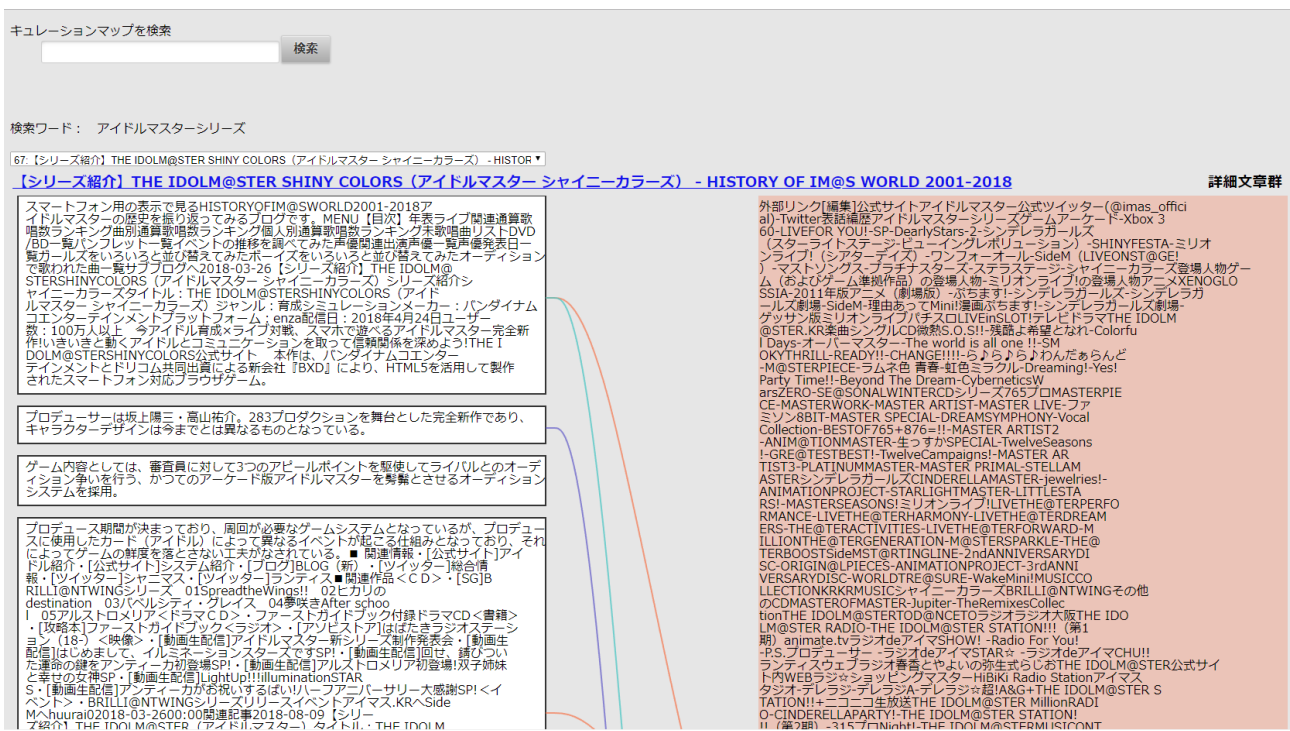 キュレーションマップを検索
検索
検索ワード： アイドルマスターシリーズ
67:【シリーズ紹介】THE IDOLM@STER SHINY COLORS（アイドルマスター シャイニーカラーズ） - HISTOR
【シリーズ紹介】THE IDOLM@STER SHINY COLORS（アイドルマスター シャイニーカラーズ） - HISTORY OF IM@S WORLD 2001-2018
詳細文章群
スマートフォン用の表示で見るHISTORYOFIM@SWORLD2001-2018ア
イドルマスターの歴史を振り返ってみるブログです。MENU【目次】年表ライブ関連通算歌
唱数ランキング曲別通算歌唱数ランキング個人別通算歌唱数ランキング未歌唱曲リストDVD
/BD一覧パンフレット一覧イベントの推移を調べてみた声優関連出演声優一覧声優発表日一
覧ガールズをいろいろと並び替えてみたボーイズをいろいろと並び替えてみたオーディション
で歌われた曲一覧サブブログへ2018-03-26【シリーズ紹介】THE IDOLM@
STERSHINYCOLORS（アイドルマスター シャイニーカラーズ）シリーズ紹介シ
ャイニーカラーズタイトル：THE IDOLM@STERSHINYCOLORS（アイド
ルマスター シャイニーカラーズ）ジャンル：育成シミュレーションメーカー：バンダイナム
コエンターテインメントプラットフォーム：enza配信日：2018年4月24日ユーザー
数：100万人以上　今アイドル育成×ライブ対戦、スマホで遊べるアイドルマスター完全新
作!いきいきと動くアイドルとコミュニケーションを取って信頼関係を深めよう!THE I
DOLM@STERSHINYCOLORS公式サイト　本作は、バンダイナムコエンター
テインメントとドリコム共同出資による新会社『BXD』により、HTML5を活用して製作
されたスマートフォン対応ブラウザゲーム。
プロデューサーは坂上陽三・高山祐介。283プロダクションを舞台とした完全新作であり、
キャラクターデザインは今までとは異なるものとなっている。
ゲーム内容としては、審査員に対して3つのアピールポイントを駆使してライバルとのオーデ
ィション争いを行う、かつてのアーケード版アイドルマスターを髣髴とさせるオーディション
システムを採用。
プロデュース期間が決まっており、周回が必要なゲームシステムとなっているが、プロデュー
スに使用したカード（アイドル）によって異なるイベントが起こる仕組みとなっており、それ
によってゲームの鮮度を落とさない工夫がなされている。■ 関連情報・[公式サイト]アイ
ドル紹介・[公式サイト]システム紹介・[ブログ]BLOG（新）・[ツイッター]総合情
報・[ツイッター]シャニマス・[ツイッター]ランティス■関連作品＜ＣＤ＞・[SG]B
RILLI@NTWINGシリーズ　01SpreadtheWings!!　02ヒカリの
destination　03バベルシティ・グレイス　04夢咲きAfter schoo
l　05アルストロメリア＜ドラマＣＤ＞・ファーストガイドブック付録ドラマCD＜書籍＞
・[攻略本]ファーストガイドブック＜ラジオ＞・[アソビストア]はばたきラジオステーシ
ョン（18-）＜映像＞・[動画生配信]アイドルマスター新シリーズ制作発表会・[動画生
配信]はじめまして、イルミネーションスターズですSP!・[動画生配信]回せ、錆びつい
た運命の鍵をアンティーカ初登場SP!・[動画生配信]アルストロメリア初登場!双子姉妹
と幸せの女神SP・[動画生配信]LightUp!!!illuminationSTAR
S・[動画生配信]アンティーカがお祝いするばい!ハーフアニバーサリー大感謝SP!＜イ
ベント＞・BRILLI@NTWINGシリーズリリースイベントアイマス.KRへSide
Mへhuurai02018-03-2600:00関連記事2018-08-09【シリー
ズ紹介】THE IDOLM@STER（アイドルマスター）タイトル：THE IDOLM
外部リンク[編集]公式サイトアイドルマスター公式ツイッター(@imas_offici
al)-Twitter表話編歴アイドルマスターシリーズゲームアーケード-Xbox 3
60-LIVEFOR YOU!-SP-DearlyStars-2-シンデレラガールズ
（スターライトステージ-ビューイングレボリューション）-SHINYFESTA-ミリオ
ンライブ!（シアターデイズ）-ワンフォーオール-SideM（LIVEONST@GE!
）-マストソングス-プラチナスターズ-ステラステージ-シャイニーカラーズ登場人物ゲー
ム（およびゲーム準拠作品）の登場人物-ミリオンライブ!の登場人物アニメXENOGLO
SSIA-2011年版アニメ（劇場版）-ぷちます!-シンデレラガールズ-シンデレラガ
ールズ劇場-SideM-理由あってMini!漫画ぷちます!-シンデレラガールズ劇場-
ゲッサン版ミリオンライブパチスロLIVEinSLOT!テレビドラマTHE IDOLM
@STER.KR楽曲シングルCD微熱S.O.S!!-残酷よ希望となれ-Colorfu
l Days-オーバーマスター-The world is all one !!-SM
OKYTHRILL-READY!!-CHANGE!!!!-ら♪ら♪ら♪わんだぁらんど
-M@STERPIECE-ラムネ色 青春-虹色ミラクル-Dreaming!-Yes!
Party Time!!-Beyond The Dream-CyberneticsW
arsZERO-SE@SONALWINTERCDシリーズ765プロMASTERPIE
CE-MASTERWORK-MASTER ARTIST-MASTER LIVE-ファ
ミソン8BIT-MASTER SPECIAL-DREAMSYMPHONY-Vocal
Collection-BESTOF765+876=!!-MASTER ARTIST2
-ANIM@TIONMASTER-生っすかSPECIAL-TwelveSeasons
!-GRE@TESTBEST!-TwelveCampaigns!-MASTER AR
TIST3-PLATINUMMASTER-MASTER PRIMAL-STELLAM
ASTERシンデレラガールズCINDERELLAMASTER-jewelries!-
ANIMATIONPROJECT-STARLIGHTMASTER-LITTLESTA
RS!-MASTERSEASONS!ミリオンライブ!LIVETHE@TERPERFO
RMANCE-LIVETHE@TERHARMONY-LIVETHE@TERDREAM
ERS-THE@TERACTIVITIES-LIVETHE@TERFORWARD-M
ILLIONTHE@TERGENERATION-M@STERSPARKLE-THE@
TERBOOSTSideMST@RTINGLINE-2ndANNIVERSARYDI
SC-ORIGIN@LPIECES-ANIMATIONPROJECT-3rdANNI
VERSARYDISC-WORLDTRE@SURE-WakeMini!MUSICCO
LLECTIONKRKRMUSICシャイニーカラーズBRILLI@NTWINGその他
のCDMASTEROFMASTER-Jupiter-TheRemixesCollec
tionTHE IDOLM@STERTOD@NCETOラジオラジオ大阪THE IDO
LM@STER RADIO-THE IDOLM@STER STATION!!!（第1
期）animate.tvラジオdeアイマSHOW! -Radio For You!
-P.S.プロデューサー -ラジオdeアイマSTAR☆ -ラジオdeアイマCHU!!
ランティスウェブラジオ春香とやよいの弥生式らじおTHE IDOLM@STER公式サイ
ト内WEBラジ☆ショッピングマスターHiBiKi Radio Stationアイマス
タジオ-デレラジ-デレラジA-デレラジ☆超!A&G+THE IDOLM@STER S
TATION!!+ニコニコ生放送THE IDOLM@STER MillionRADI
O-CINDERELLAPARTY!-THE IDOLM@STER STATION!
!!（第2期）-315プロNight!-THE IDOLM@STERMUSICONT